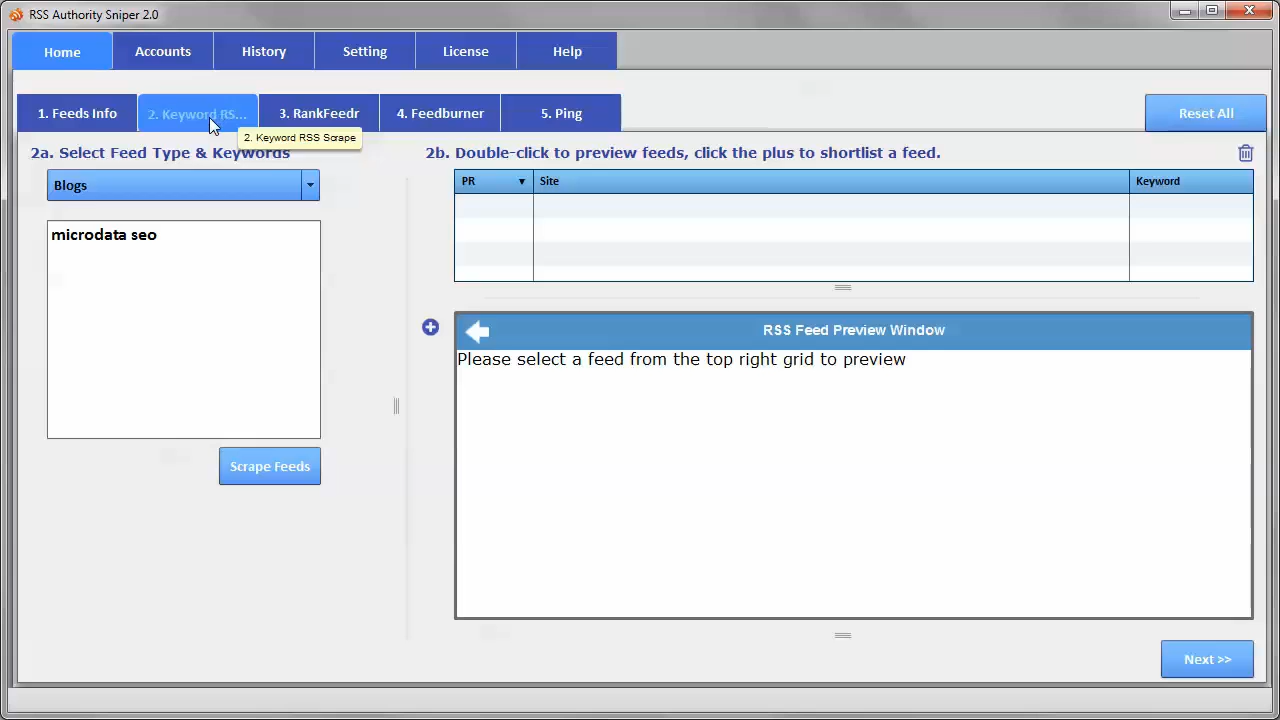 RSS Authority Sniper 2.0
Home Accounts History Setting License Help
1. Feeds Info 2. Keyword RS... 3. RankFeedr 4. Feedburner 5. Ping Reset All
2. Keyword RSS Scrape
2a. Select Feed Type & Keywords
Blogs
microdata seo
Scrape Feeds
2b. Double-click to preview feeds, click the plus to shortlist a feed.
PR Site Keyword
RSS Feed Preview Window
Please select a feed from the top right grid to preview
Next >>